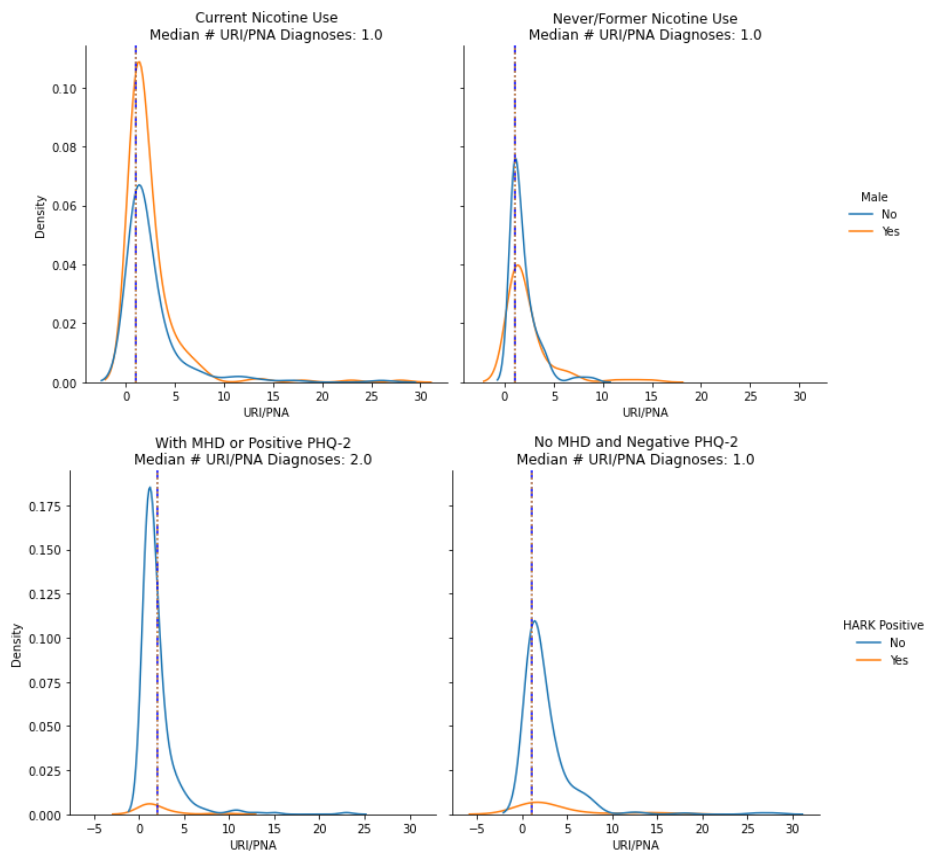 Current Nicotine Use
Median # URI/PNA Diagnoses: 1.0
Never/Former Nicotine Use
Median # URI/PNA Diagnoses: 1.0
0.10
0.08
0.06
0.04
0.02
0.00
Density
0 5 10 15 20 25 30
URI/PNA
0 5 10 15 20 25 30
URI/PNA
Male
No
Yes
With MHD or Positive PHQ-2
Median # URI/PNA Diagnoses: 2.0
No MHD and Negative PHQ-2
Median # URI/PNA Diagnoses: 1.0
0.175
0.150
0.125
0.100
0.075
0.050
0.025
0.000
Density
−5 0 5 10 15 20 25 30
URI/PNA
−5 0 5 10 15 20 25 30
URI/PNA
HARK Positive
No
Yes